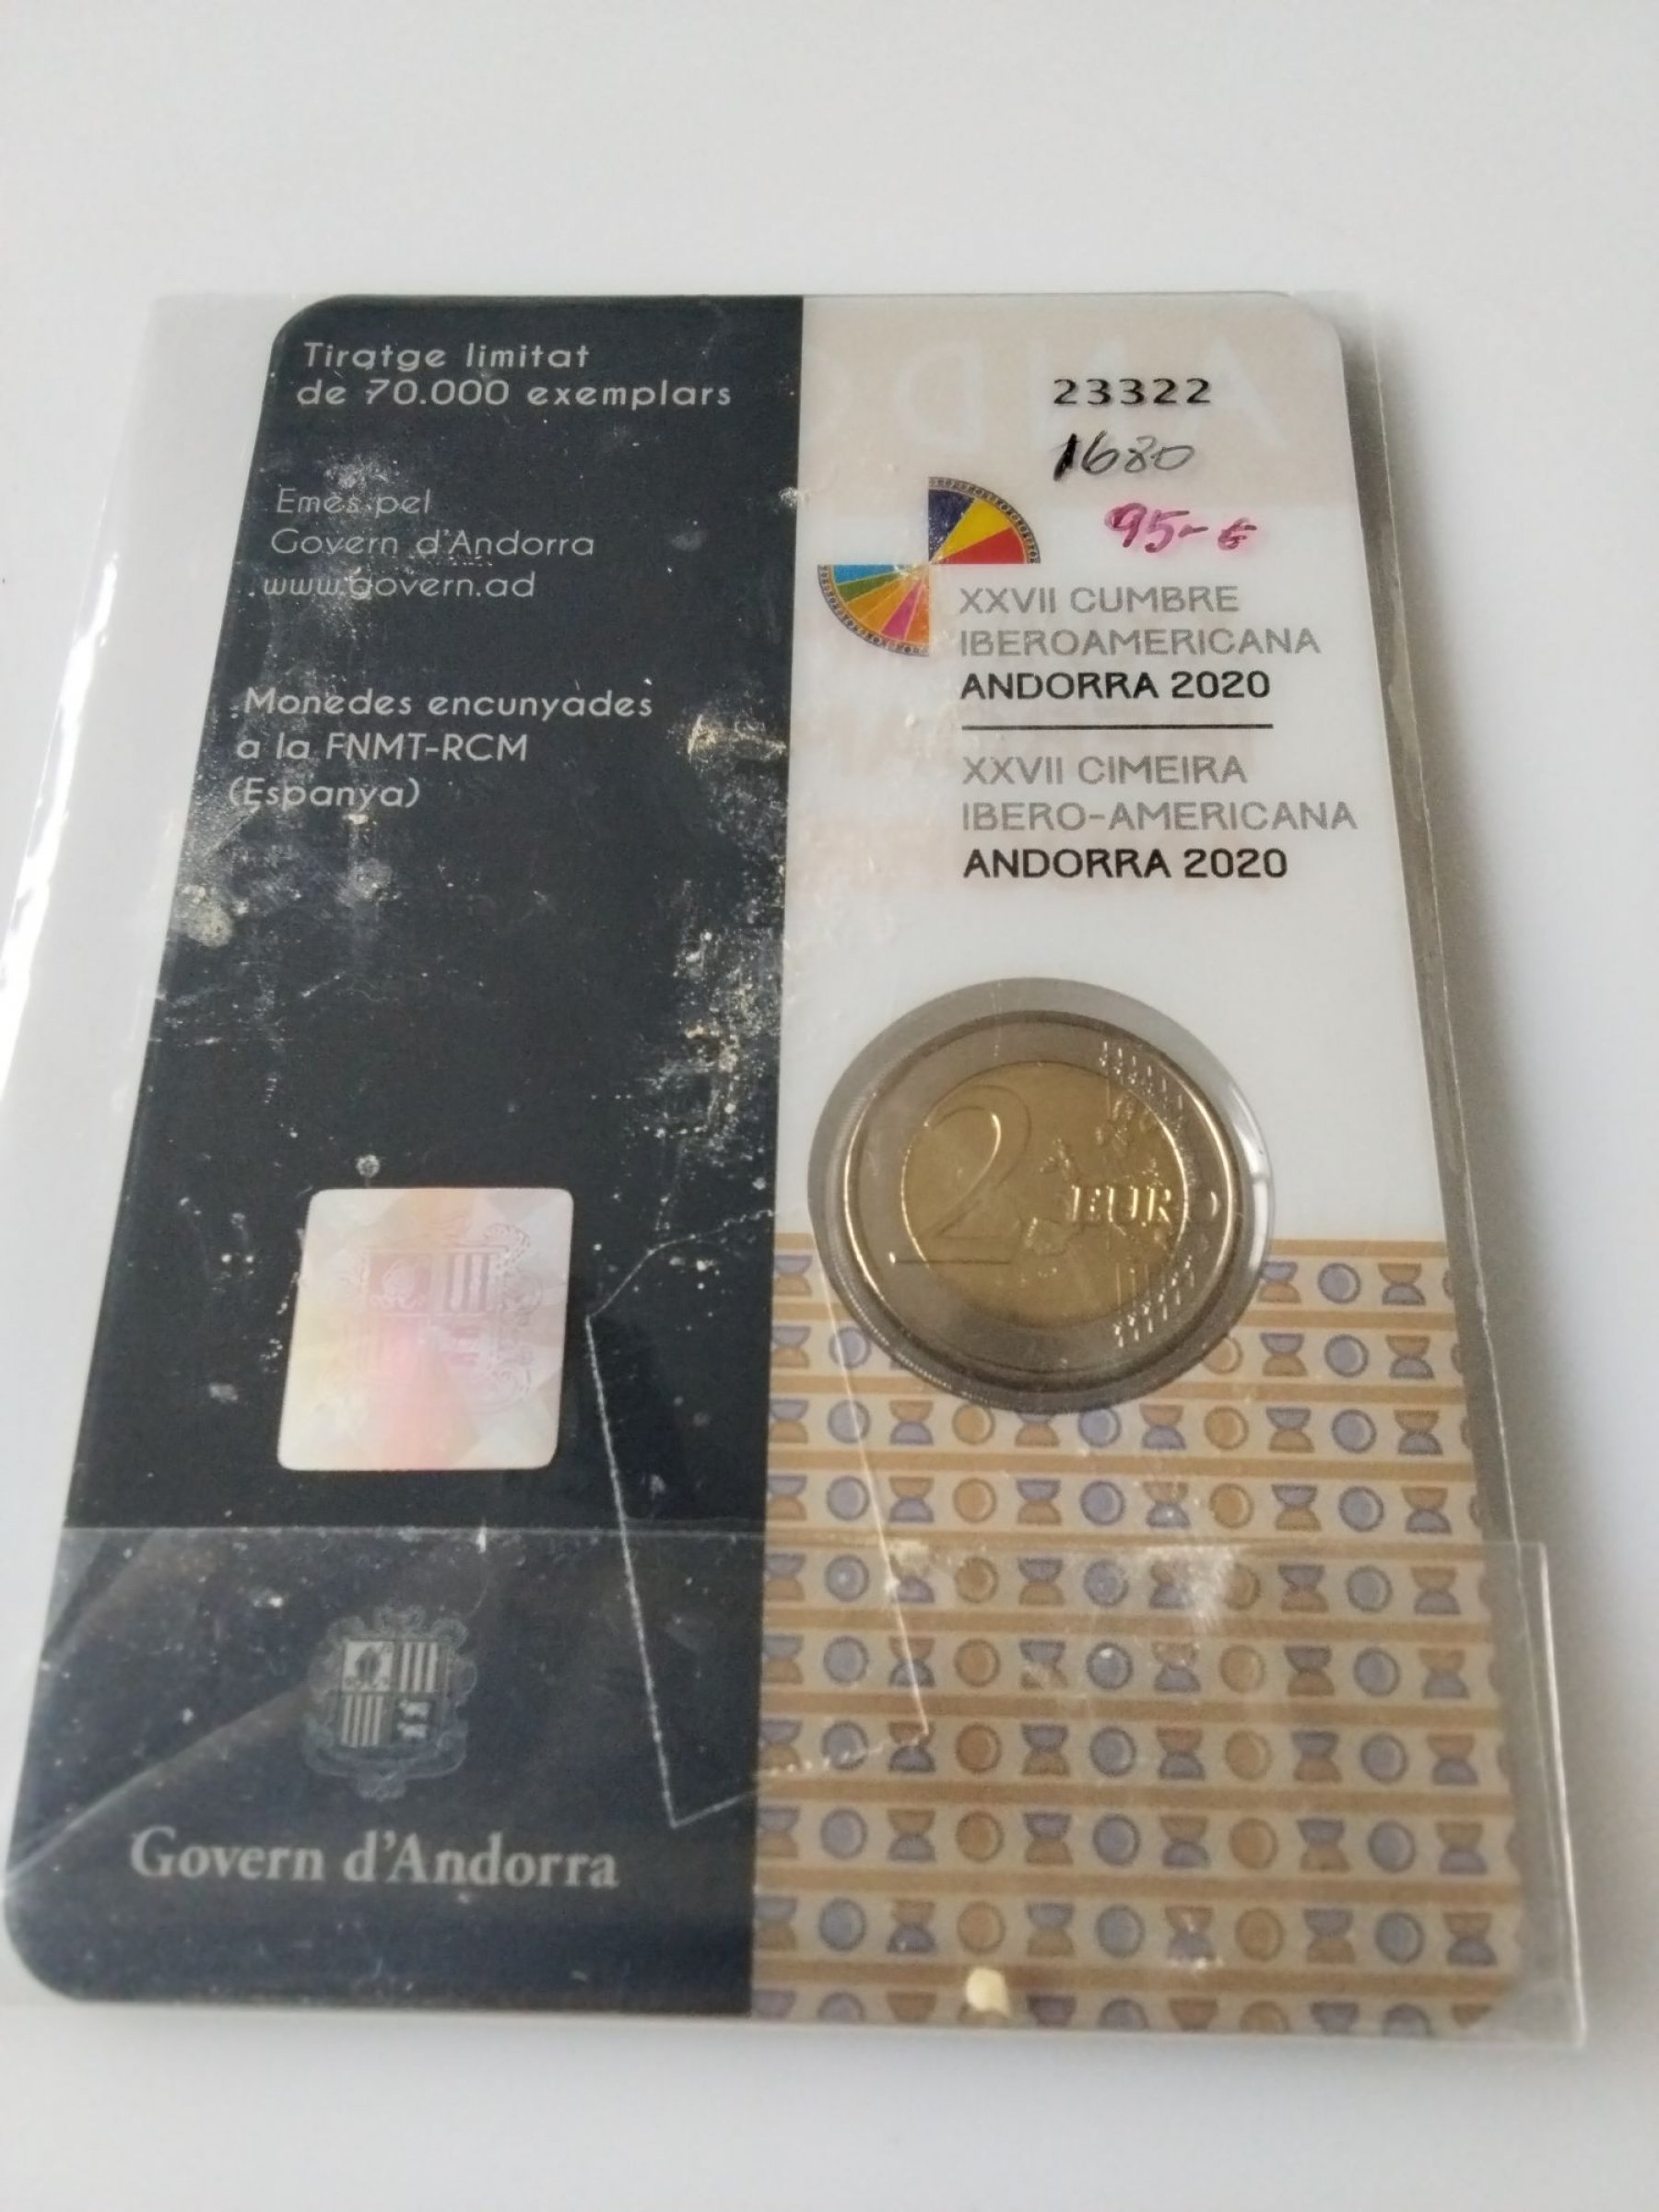 Tiratge limitat
de 70.000 exemplars
Emès pel
Govern d'Andorra
www.govern.ad
Monedes encunyades
a la FNMT-RCM
(Espanya)
Govern d'Andorra
23322
1680
95-€
XXVII CUMBRE
IBEROAMERICANA
ANDORRA 2020
XXVII CIMEIRA
IBERO-AMERICANA
ANDORRA 2020
2
EURO